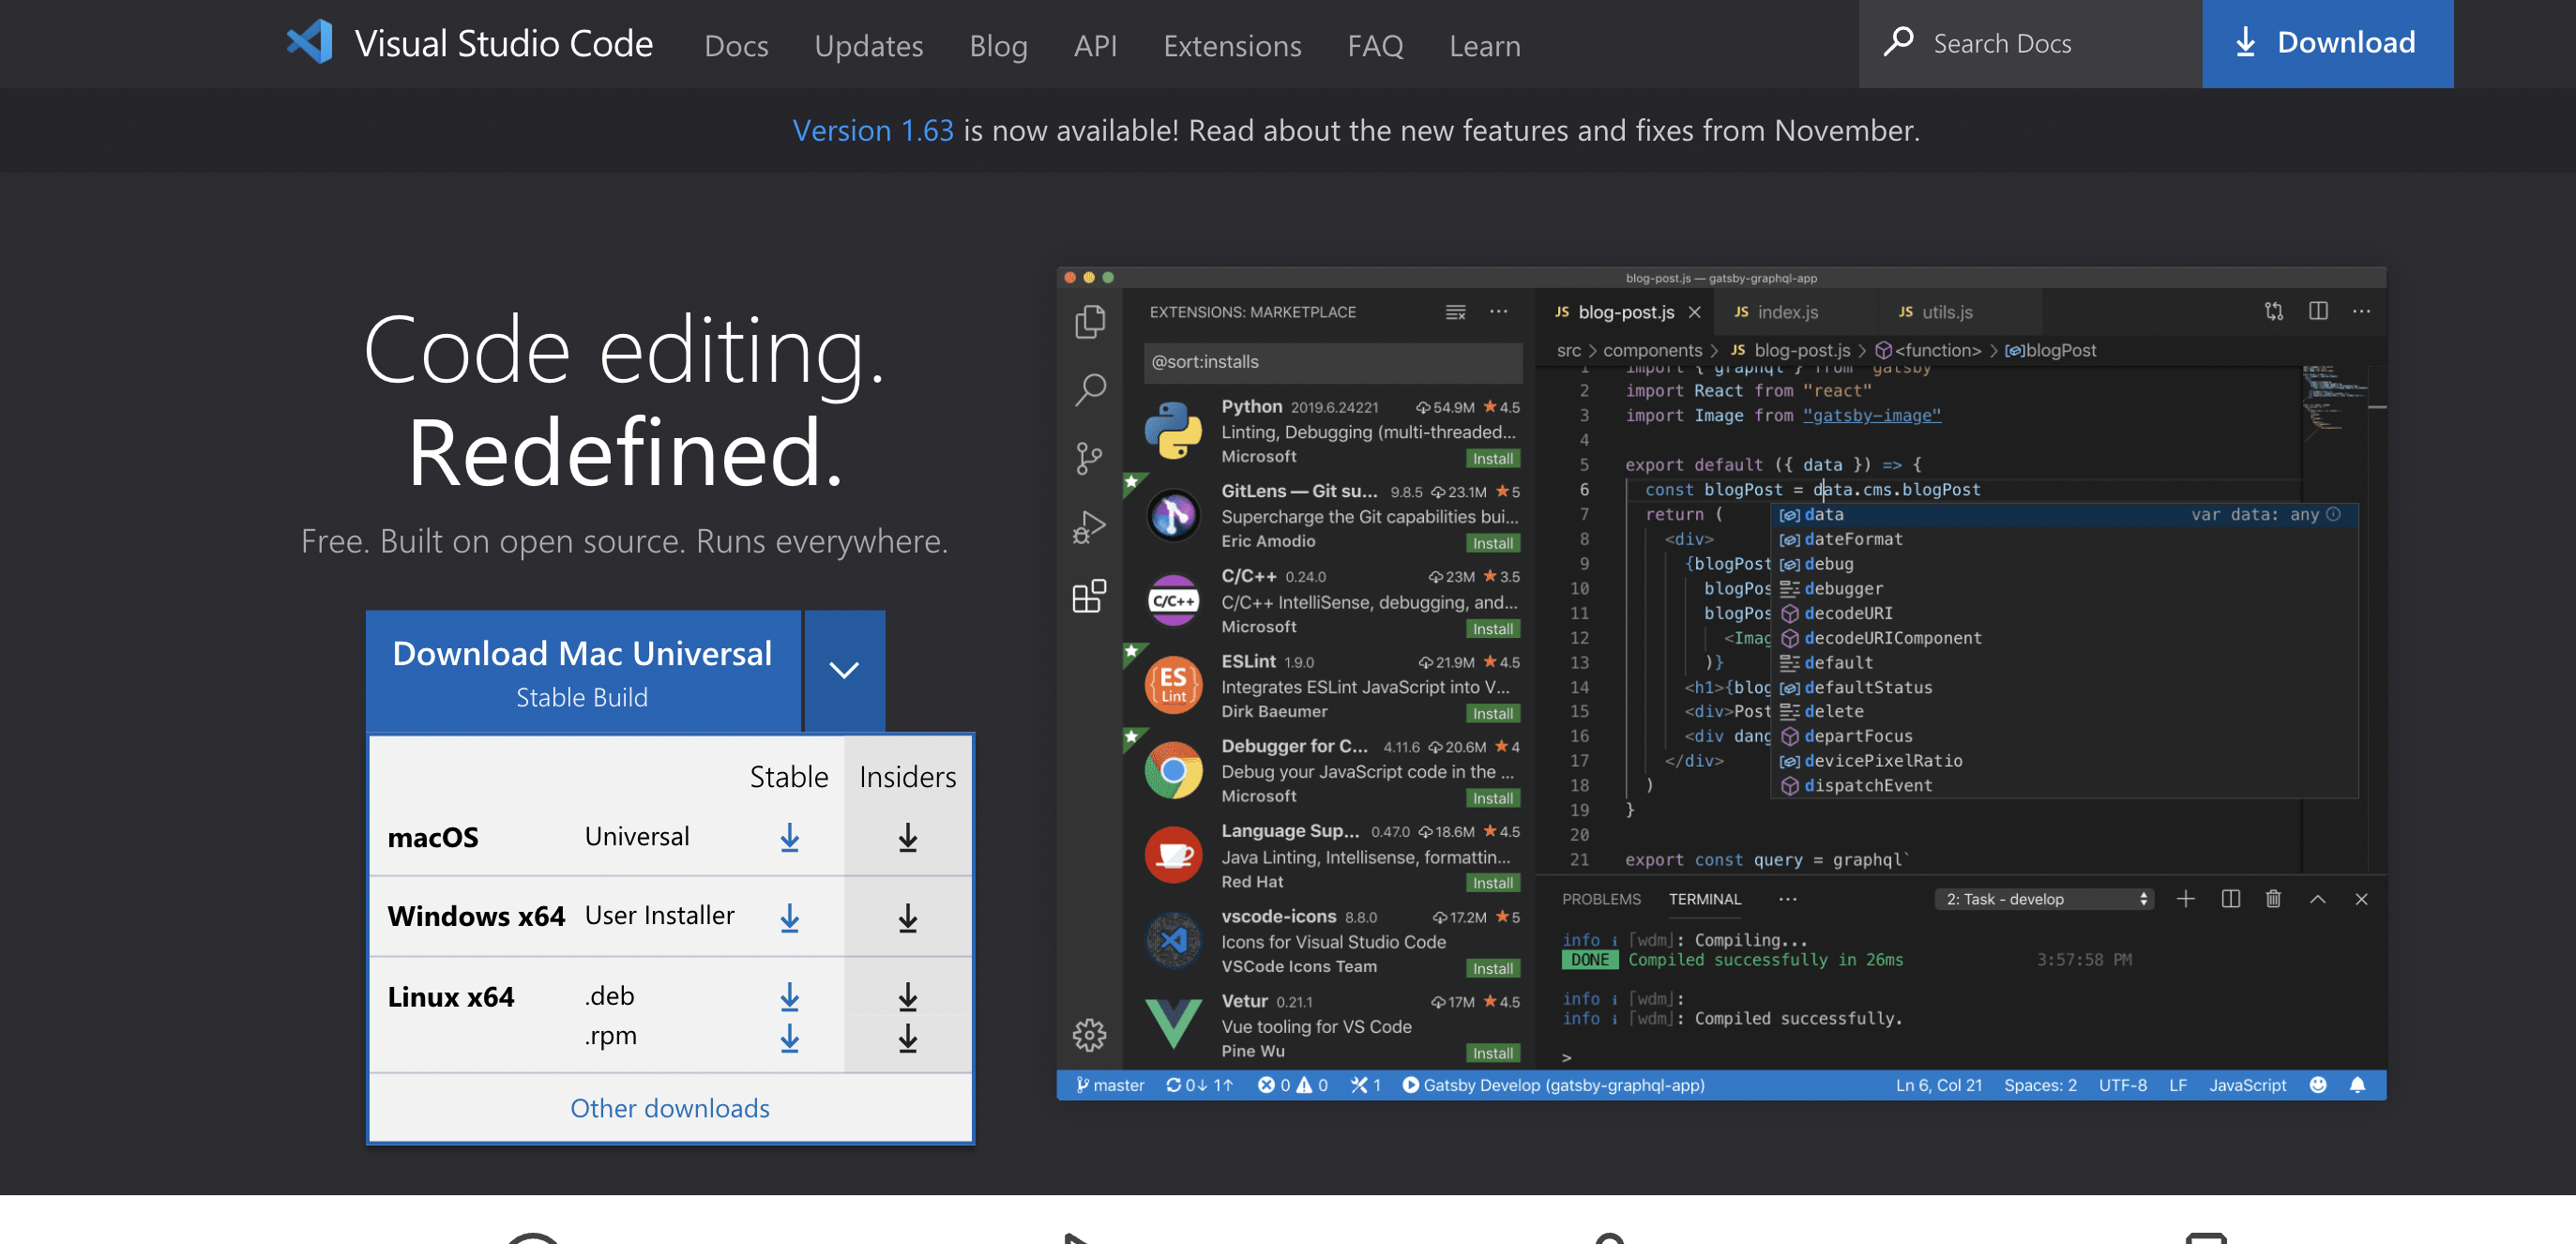 Visual Studio Code
Docs
Updates
Blog
API
Extensions
FAQ
Learn
Search Docs
Download
Version 1.63 is now available! Read about the new features and fixes from November.
Code editing.
Redefined.
Free. Built on open source. Runs everywhere.
Download Mac Universal
Stable Build
Stable Insiders
macOS Universal
Windows x64 User Installer
Linux x64 .deb
.rpm
Other downloads
blog-post.js — gatsby-graphql-app
EXTENSIONS: MARKETPLACE
@sort:installs
Python 2019.6.24221 54.9M 4.5
Linting, Debugging (multi-threaded...
Microsoft Install
GitLens — Git su... 9.8.5 23.1M 5
Supercharge the Git capabilities bui...
Eric Amodio Install
C/C++
C/C++ 0.24.0 23M 3.5
C/C++ IntelliSense, debugging, and...
Microsoft Install
ES
Lint
ESLint 1.9.0 21.9M 4.5
Integrates ESLint JavaScript into V...
Dirk Baeumer Install
Debugger for C... 4.11.6 20.6M 4
Debug your JavaScript code in the ...
Microsoft Install
Language Sup... 0.47.0 18.6M 4.5
Java Linting, Intellisense, formattin...
Red Hat Install
vscode-icons 8.8.0 17.2M 5
Icons for Visual Studio Code
VSCode Icons Team Install
Vetur 0.21.1 17M 4.5
Vue tooling for VS Code
Pine Wu Install
JS blog-post.js
JS index.js
JS utils.js
src > components > JS blog-post.js > <function> > blogPost
1 import { graphql } from "gatsby
2 import React from "react"
3 import Image from "gatsby-image"
4
5 export default ({ data }) => {
6 const blogPost = data.cms.blogPost
7 return (
8 <div>
9 {blogPost
10 blogPos
11 blogPos
12 <Imag
13 )}
14 <h1>{blog
15 <div>Post
16 <div dang
17 </div>
18 )
19 }
20
21 export const query = graphql`
data var data: any
dateFormat
debug
debugger
decodeURI
decodeURIComponent
default
defaultStatus
delete
departFocus
devicePixelRatio
dispatchEvent
PROBLEMS TERMINAL ... 2: Task - develop
info i ｢wdm｣: Compiling...
DONE Compiled successfully in 26ms 3:57:58 PM
info i ｢wdm｣:
info i ｢wdm｣: Compiled successfully.
>
master 0↓ 1↑ 0 0 1 Gatsby Develop (gatsby-graphql-app) Ln 6, Col 21 Spaces: 2 UTF-8 LF JavaScript